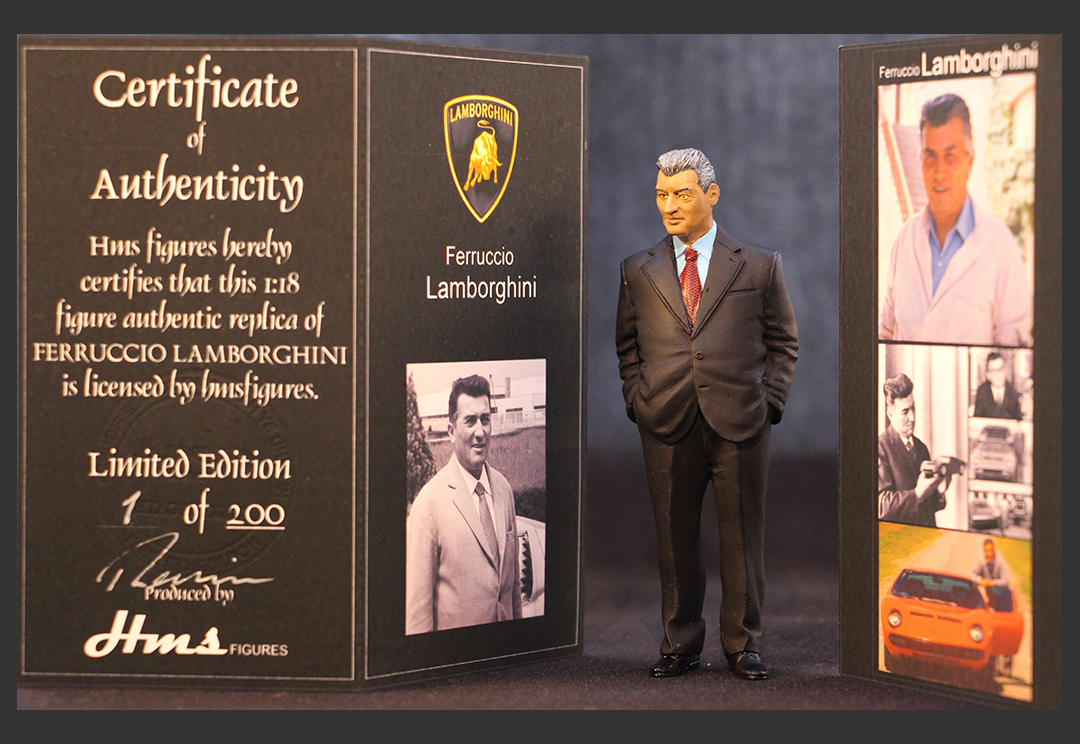 Certificate
of
Authenticity
Hms figures hereby
certifies that this 1:18
figure authentic replica of
FERRUCCIO LAMBORGHINI
is licensed by hmsfigures.
Limited Edition
1 of 200
Produced by
Hms FIGURES
LAMBORGHINI
Ferruccio
Lamborghini
Ferruccio Lamborghini